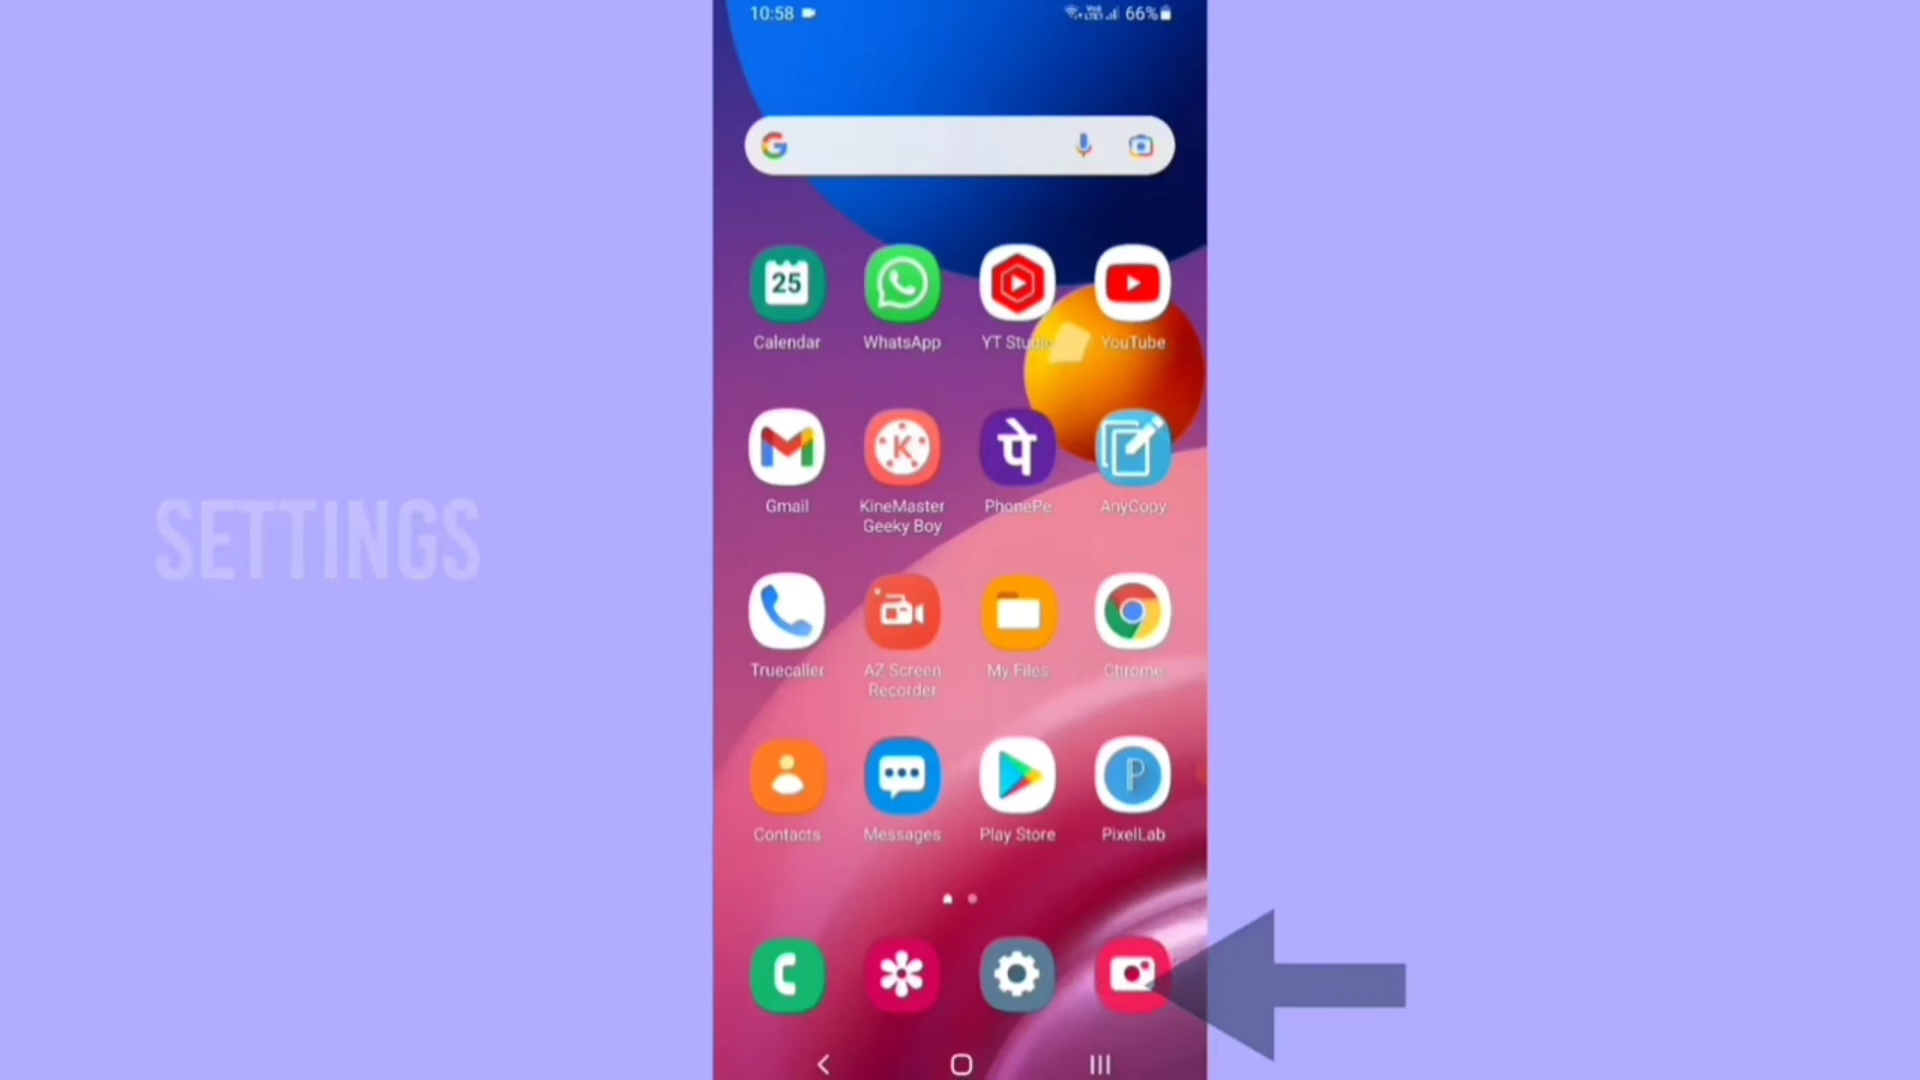 10:58 66%
25
Calendar WhatsApp YT Studio YouTube
K पे
Gmail KineMaster PhonePe AnyCopy
Geeky Boy
SETTINGS
Truecaller AZ Screen My Files Chrome
Recorder
P
Contacts Messages Play Store PixelLab